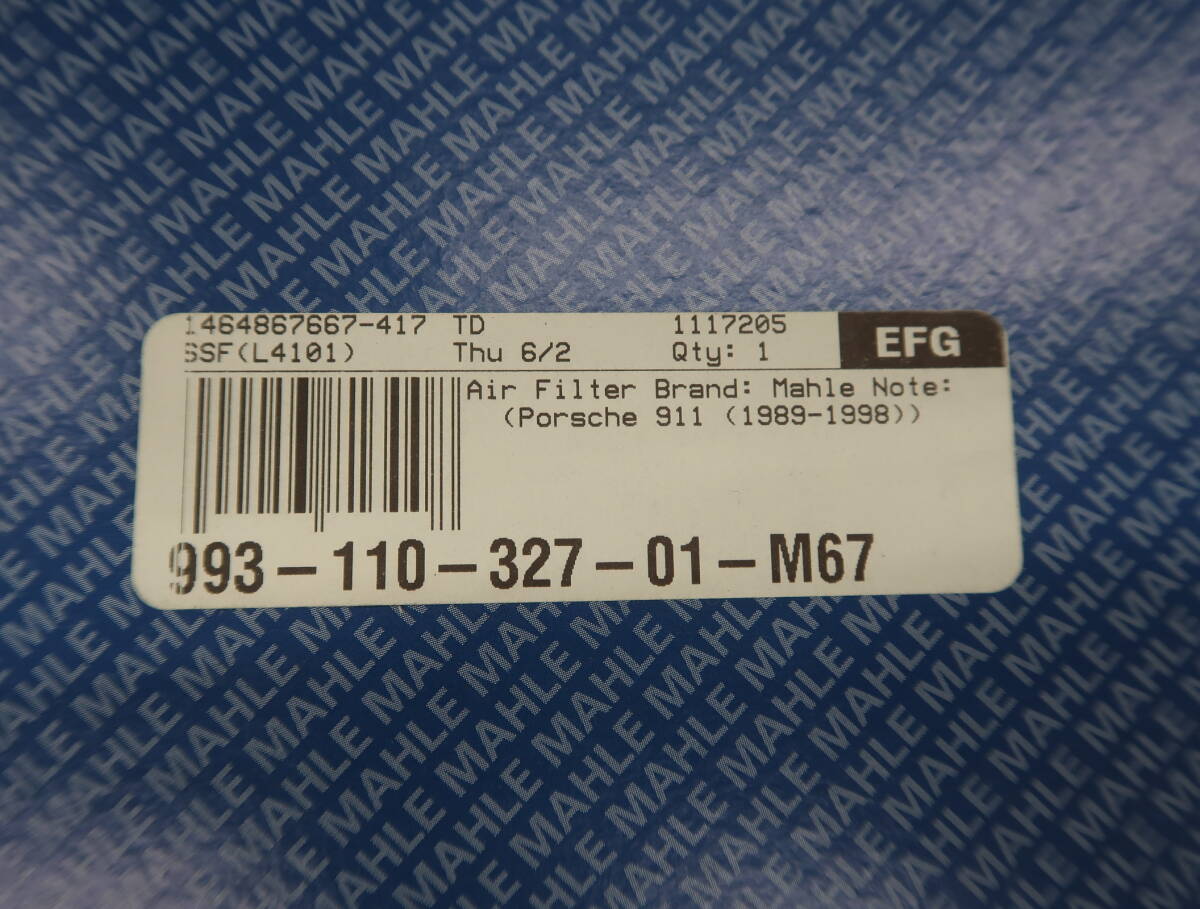 1464867667-417 TD 1117205 EFG
SSF(L4101) Thu 6/2 Qty: 1
Air Filter Brand: Mahle Note:
(Porsche 911 (1989-1998))
993-110-327-01-M67
MAHLE MAHLE MAHLE MAHLE MAHLE